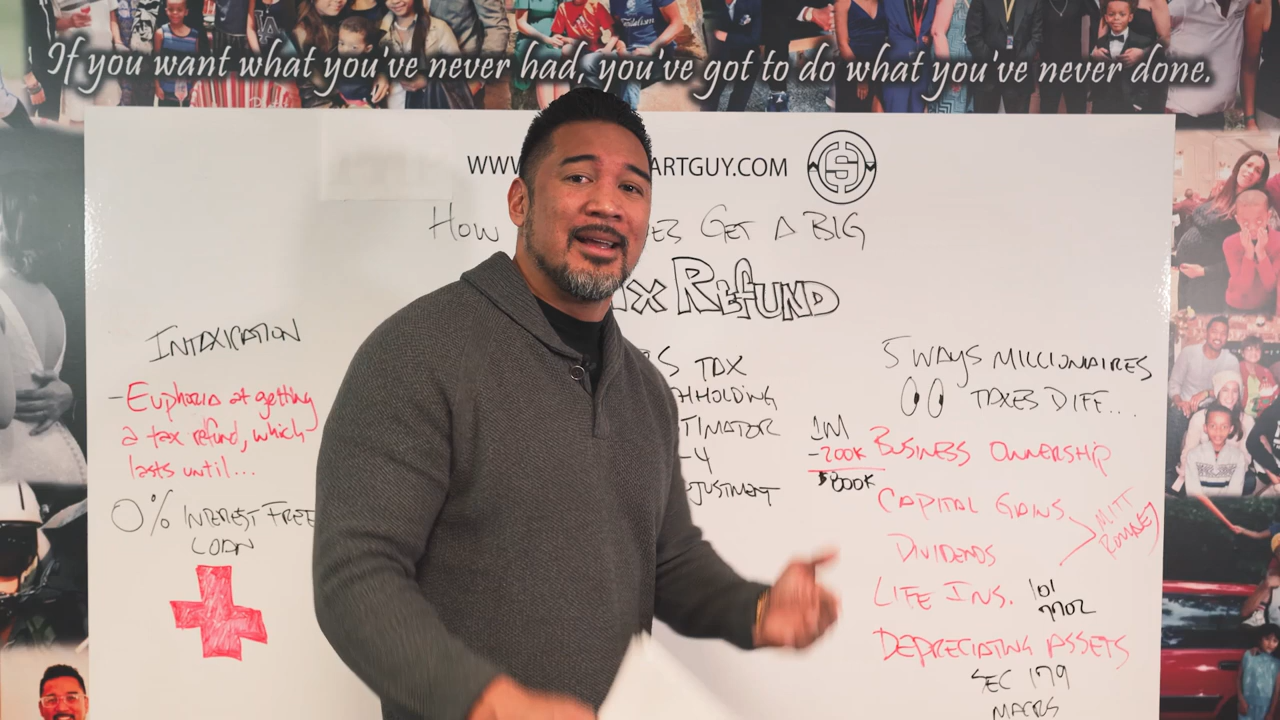 If you want what you've never had, you've got to do what you've never done.
WWW ARTGUY.COM
How ES GET A BIG
AX REFUND
INTAXICATION
- Euphoria at getting
a tax refund, which
lasts until...
0% INTEREST FREE
LOAN
S TAX
HHOLDING
TIMATOR
-4
JUSTMENT
5 WAYS MILLIONAIRES
TAXES DIFF...
1M
-200K
$800K
BUSINESS OWNERSHIP
CAPITAL GAINS
DIVIDENDS
MITT
ROMNEY
LIFE INS. 101
7702
DEPRECIATING ASSETS
SEC 179
MACRS